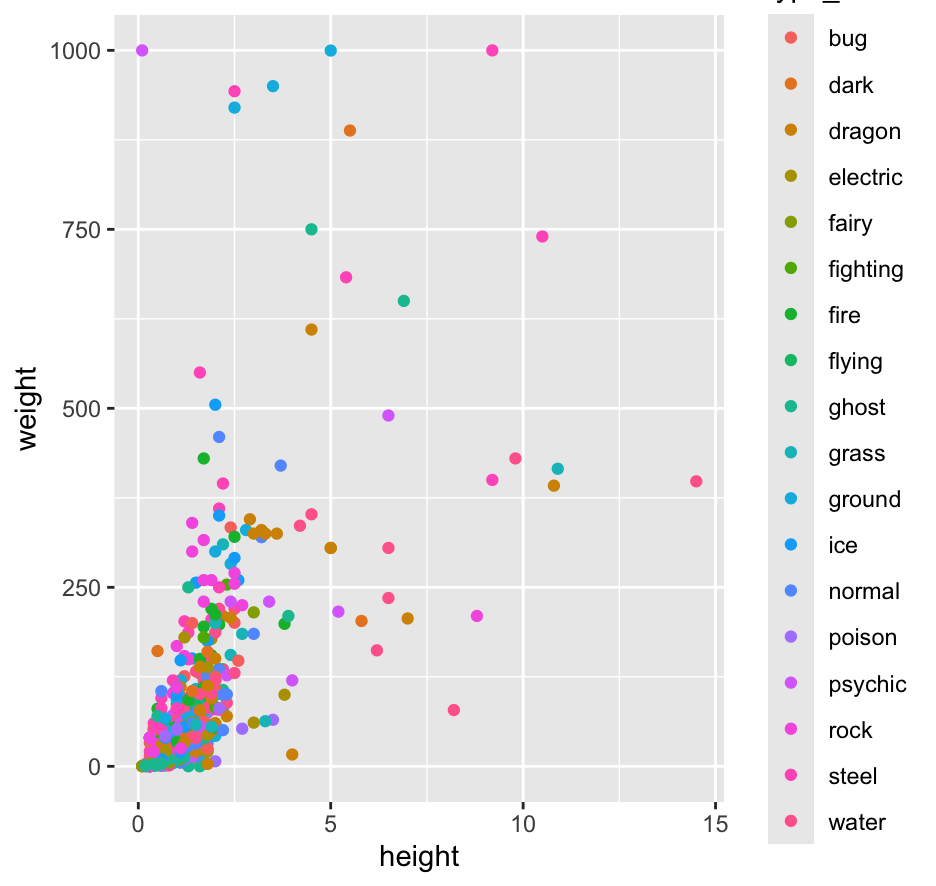 1000
750
500
250
0
0
5
10
15
weight
height
bug
dark
dragon
electric
fairy
fighting
fire
flying
ghost
grass
ground
ice
normal
poison
psychic
rock
steel
water